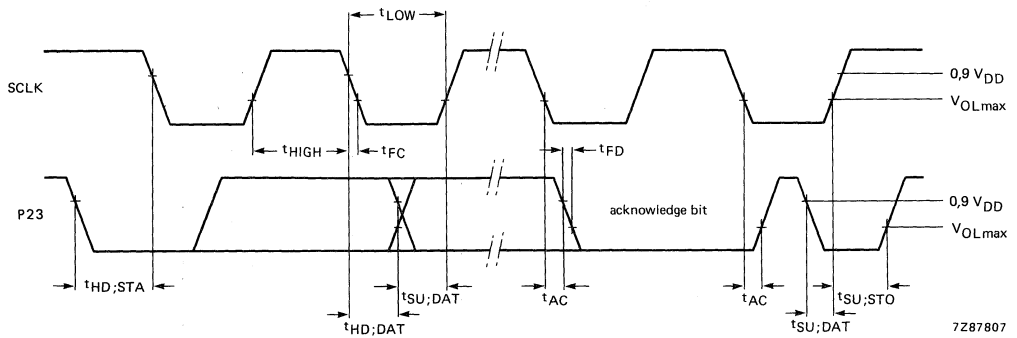 tLOW
SCLK
0,9 VDD
VOLmax
tHIGH
tFC
tFD
P23
acknowledge bit
0,9 VDD
VOLmax
tHD;STA
tSU;DAT
tAC
tAC
tSU;STO
tHD;DAT
tSU;DAT
7Z87807